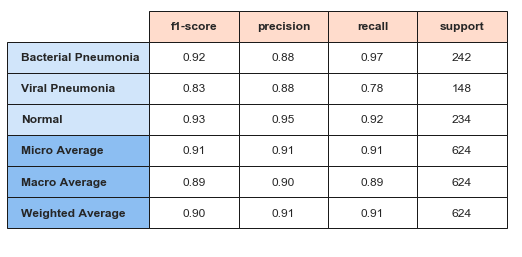 f1-score precision recall support
Bacterial Pneumonia 0.92 0.88 0.97 242
Viral Pneumonia 0.83 0.88 0.78 148
Normal 0.93 0.95 0.92 234
Micro Average 0.91 0.91 0.91 624
Macro Average 0.89 0.90 0.89 624
Weighted Average 0.90 0.91 0.91 624